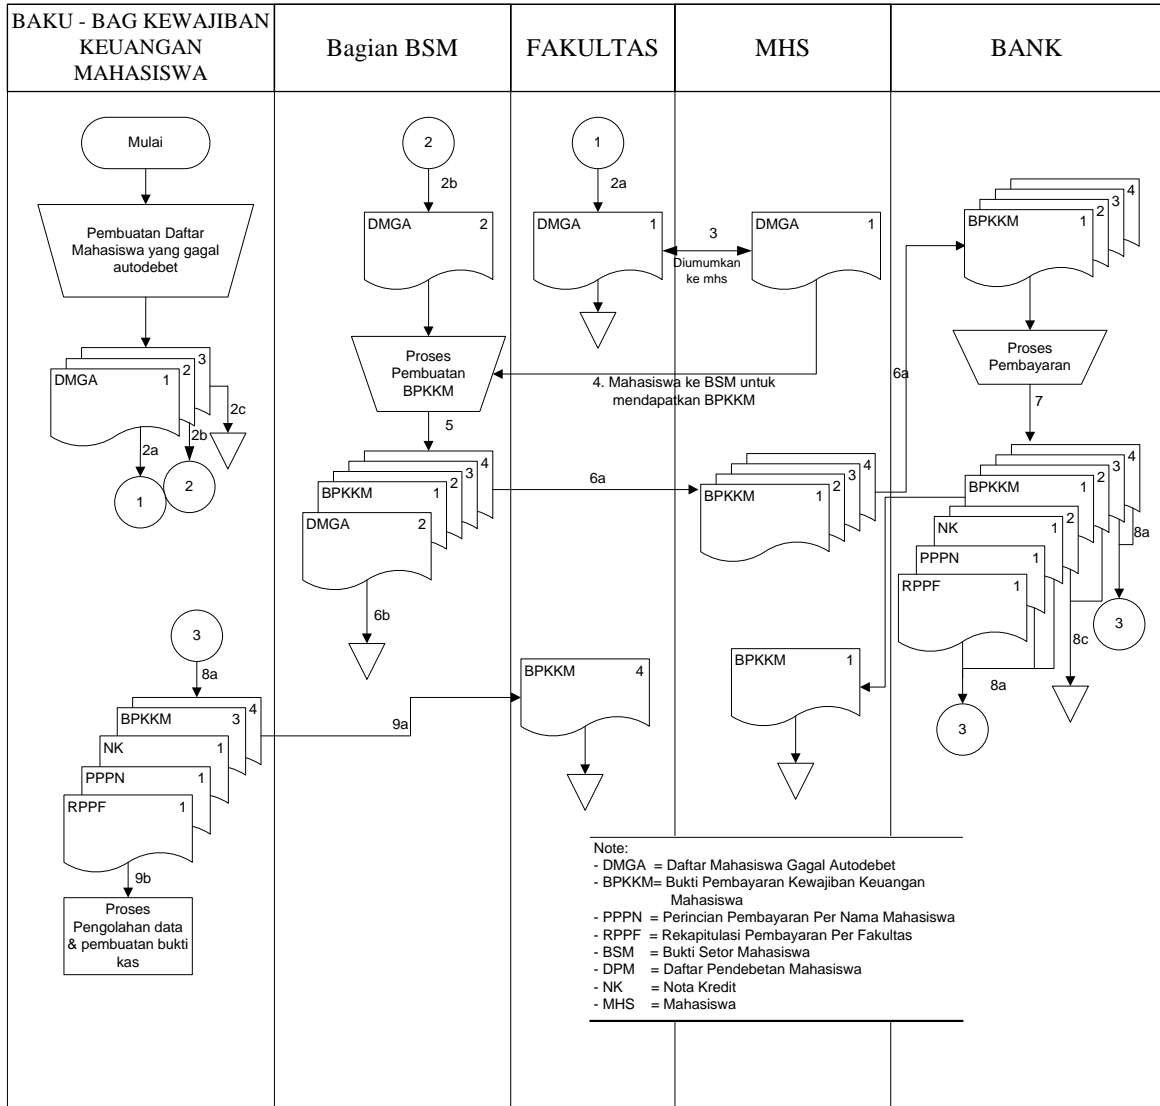 BAKU - BAG KEWAJIBAN
KEUANGAN
MAHASISWA
Bagian BSM
FAKULTAS
MHS
BANK
Mulai
Pembuatan Daftar
Mahasiswa yang gagal
autodebet
DMGA 1
2
3
2a
2b
2c
1
2
3
8a
BPKKM 3
4
NK 1
PPPN 1
RPPF 1
9b
Proses
Pengolahan data
& pembuatan bukti
kas
2
2b
DMGA 2
Proses
Pembuatan
BPKKM
5
BPKKM 1
2
3
4
DMGA 2
6b
6a
9a
1
2a
DMGA 1
3
Diumumkan
ke mhs
4. Mahasiswa ke BSM untuk
mendapatkan BPKKM
BPKKM 4
DMGA 1
BPKKM 1
2
3
4
6a
BPKKM 1
BPKKM 1
2
3
4
Proses
Pembayaran
7
BPKKM 1
2
3
4
NK 1
2
PPPN 1
RPPF 1
8a
3
8c
8a
3
Note:
- DMGA = Daftar Mahasiswa Gagal Autodebet
- BPKKM= Bukti Pembayaran Kewajiban Keuangan
Mahasiswa
- PPPN = Perincian Pembayaran Per Nama Mahasiswa
- RPPF = Rekapitulasi Pembayaran Per Fakultas
- BSM = Bukti Setor Mahasiswa
- DPM = Daftar Pendebetan Mahasiswa
- NK = Nota Kredit
- MHS = Mahasiswa